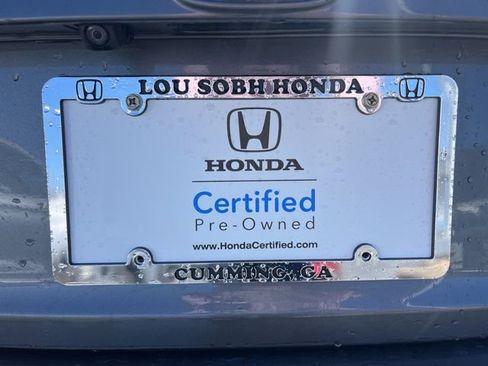 LOU SOBH HONDA
HONDA
Certified
Pre-Owned
www.HondaCertified.com
CUMMING, GA